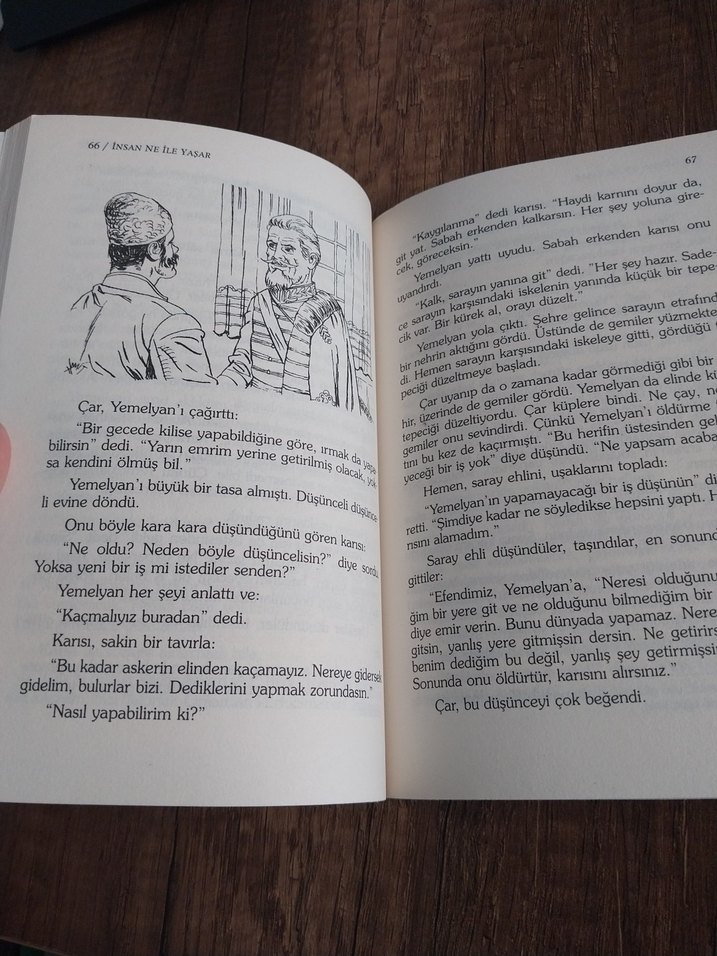 66 / İNSAN NE İLE YAŞAR
Çar, Yemelyan'ı çağırttı:
"Bir gecede kilise yapabildiğine göre, ırmak da yapa
bilirsin" dedi. "Yarın emrim yerine getirilmiş olacak, yok
sa kendini ölmüş bil."
Yemelyan'ı büyük bir tasa almıştı. Düşünceli düşünce
li evine döndü.
Onu böyle kara kara düşündüğünü gören karısı:
"Ne oldu? Neden böyle düşüncelisin?" diye sordu.
Yoksa yeni bir iş mi istediler senden?"
Yemelyan her şeyi anlattı ve:
"Kaçmalıyız buradan" dedi.
Karısı, sakin bir tavırla:
"Bu kadar askerin elinden kaçamayız. Nereye gidersek
gidelim, bulurlar bizi. Dediklerini yapmak zorundasın."
"Nasıl yapabilirim ki?"
67
"Kaygılanma" dedi karısı. "Haydi karnını doyur da,
git yat. Sabah erkenden kalkarsın. Her şey yoluna gire-
cek, göreceksin."
Yemelyan yattı uyudu. Sabah erkenden karısı onu
uyandırdı.
"Kalk, sarayın yanına git" dedi. "Her şey hazır. Sade-
ce sarayın karşısındaki iskelenin yanında küçük bir tepe-
cik var. Bir kürek al, orayı düzelt."
Yemelyan yola çıktı. Şehre gelince sarayın etrafında
bir nehrin aktığını gördü. Üstünde de gemiler yüzmekte
di. Hemen sarayın karşısındaki iskeleye gitti, gördüğü
peciği düzeltmeye başladı.
Çar uyanıp da o zamana kadar görmediği gibi bir
hir, üzerinde de gemiler gördü. Yemelyan da elinde kü
tepeciği düzeltiyordu. Çar küplere bindi. Ne çay, ne
gemiler onu sevindirdi. Çünkü Yemelyan'ı öldürme
tını bu kez de kaçırmıştı. "Bu herifin üstesinden gel
yeceği bir iş yok" diye düşündü. "Ne yapsam acaba
Hemen, saray ehlini, uşaklarını topladı:
"Yemelyan'ın yapamayacağı bir iş düşünün" di
retti. "Şimdiye kadar ne söyledikse hepsini yaptı. H
rısını alamadım."
Saray ehli düşündüler, taşındılar, en sonund
gittiler:
"Efendimiz, Yemelyan'a, "Neresi olduğunu
ğim bir yere git ve ne olduğunu bilmediğim bir
diye emir verin. Bunu dünyada yapamaz. Nere
gitsin, yanlış yere gitmişsin dersin. Ne getirirs
benim dediğim bu değil, yanlış şey getirmişsin
Sonunda onu öldürtür, karısını alırsınız."
Çar, bu düşünceyi çok beğendi.